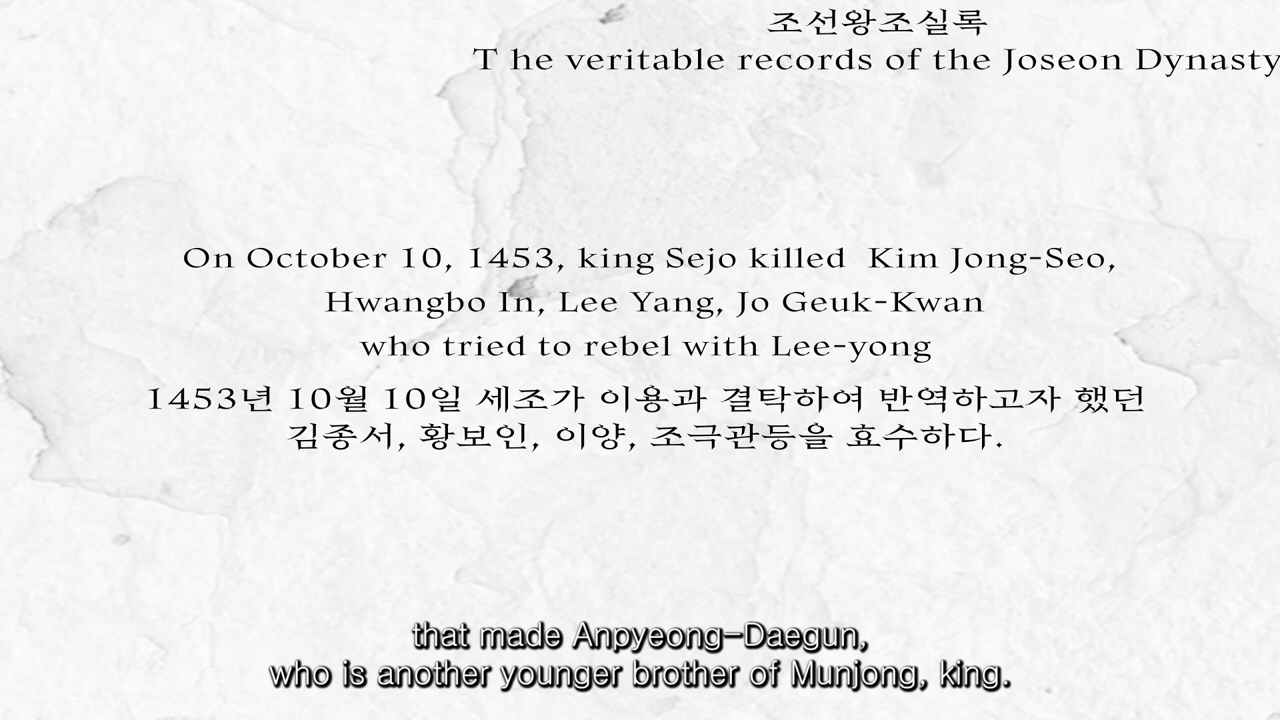 조선왕조실록
T he veritable records of the Joseon Dynasty
On October 10, 1453, king Sejo killed Kim Jong-Seo,
Hwangbo In, Lee Yang, Jo Geuk-Kwan
who tried to rebel with Lee-yong
1453년 10월 10일 세조가 이용과 결탁하여 반역하고자 했던
김종서, 황보인, 이양, 조극관등을 효수하다.
that made Anpyeong-Daegun,
who is another younger brother of Munjong, king.